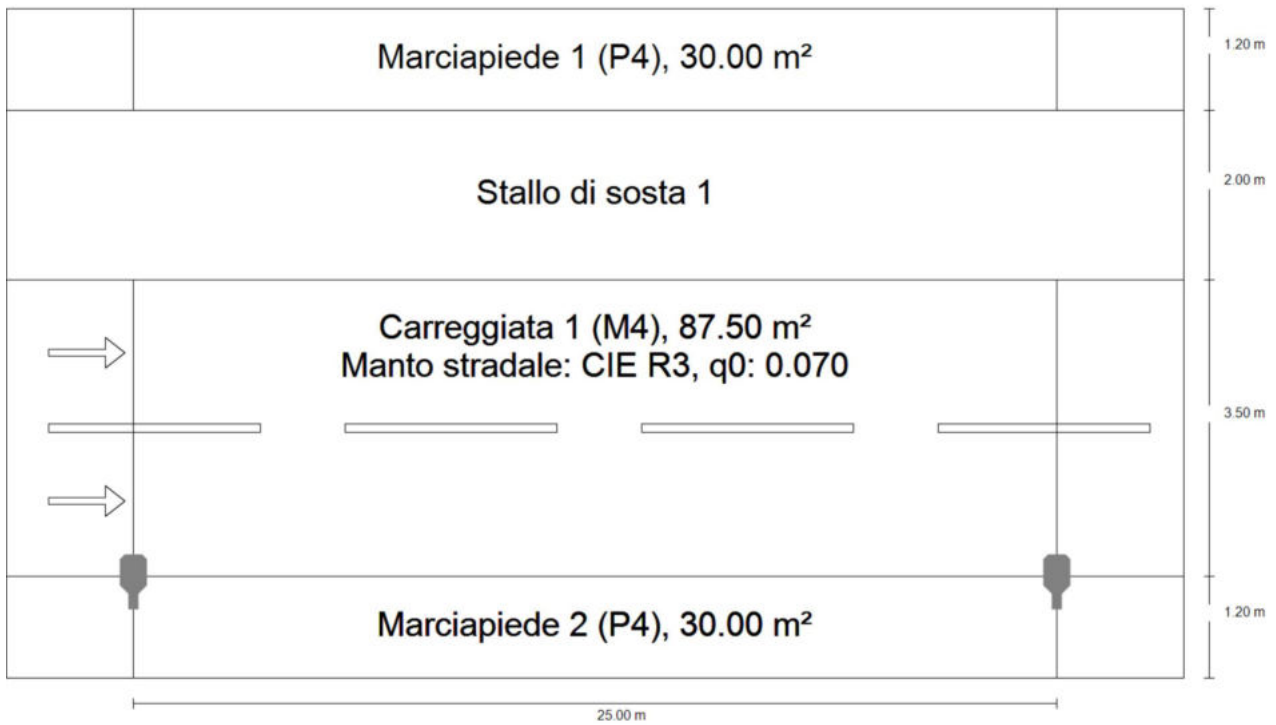 Marciapiede 1 (P4), 30.00 m²
1.20 m
Stallo di sosta 1
2.00 m
Carreggiata 1 (M4), 87.50 m²
Manto stradale: CIE R3, q0: 0.070
3.50 m
Marciapiede 2 (P4), 30.00 m²
1.20 m
25.00 m